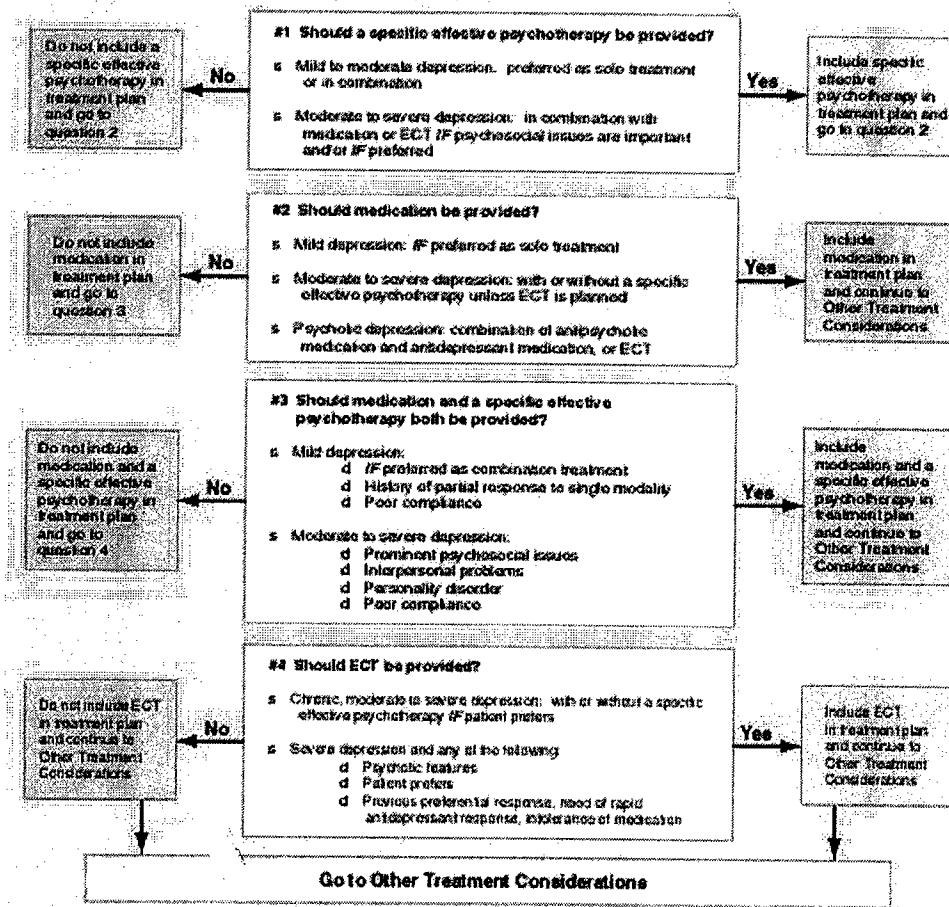 #1 Should a specific effective psychotherapy be provided?
s Mild to moderate depression: preferred as solo treatment
or in combination
s Moderate to severe depression: in combination with
medication or ECT IF psychosocial issues are important
and/or IF preferred
Do not include a
specific effective
psychotherapy in
treatment plan
and go to
question 2
No
Yes
Include specific
effective
psychotherapy in
treatment plan and
go to question 2
#2 Should medication be provided?
s Mild depression: IF preferred as solo treatment
s Moderate to severe depression: with or without a specific
effective psychotherapy unless ECT is planned
s Psychotic depression: combination of antipsychotic
medication and antidepressant medication, or ECT
Do not include
medication in
treatment plan
and go to
question 3
No
Yes
Include
medication in
treatment plan
and continue to
Other Treatment
Considerations
#3 Should medication and a specific effective
psychotherapy both be provided?
s Mild depression:
d IF preferred as combination treatment
d History of partial response to single modality
d Poor compliance
s Moderate to severe depression:
d Prominent psychosocial issues
d Interpersonal problems
d Personality disorder
d Poor compliance
Do not include
medication and a
specific effective
psychotherapy in
treatment plan
and go to
question 4
No
Yes
Include
medication and a
specific effective
psychotherapy in
treatment plan
and continue to
Other Treatment
Considerations
#4 Should ECT be provided?
s Chronic, moderate to severe depression: with or without a specific
effective psychotherapy IF patient prefers
s Severe depression and any of the following:
d Psychotic features
d Patient prefers
d Previous preferential response, need of rapid
antidepressant response, intolerance of medication
Do not include ECT
in treatment plan
and continue to
Other Treatment
Considerations
No
Yes
Include ECT
in treatment plan
and continue to
Other Treatment
Considerations
Go to Other Treatment Considerations